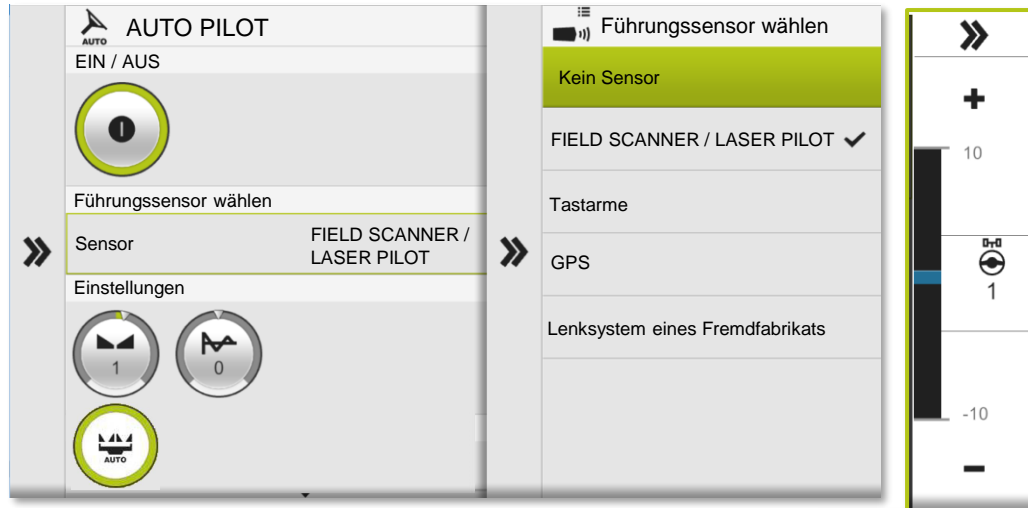 AUTO PILOT
AUTO
EIN / AUS
Führungssensor wählen
Sensor
FIELD SCANNER /
LASER PILOT
Einstellungen
1
0
AUTO
Führungssensor wählen
Kein Sensor
FIELD SCANNER / LASER PILOT
Tastarme
GPS
Lenksystem eines Fremdfabrikats
+
10
1
-10
-